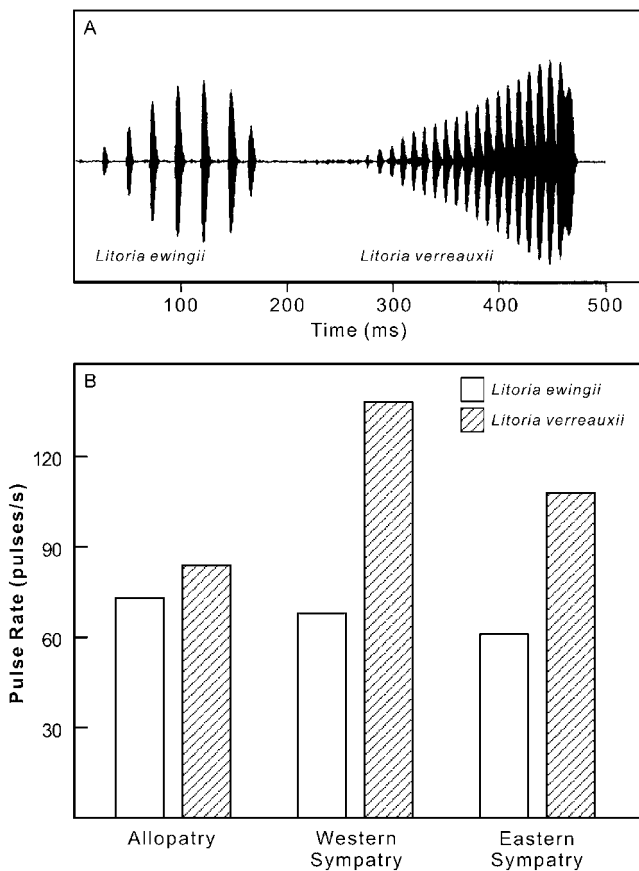 A
Litoria ewingii
Litoria verreauxii
100
200
300
400
500
Time (ms)
B
Litoria ewingii
Litoria verreauxii
120
90
60
30
Pulse Rate (pulses/s)
Allopatry
Western
Sympatry
Eastern
Sympatry